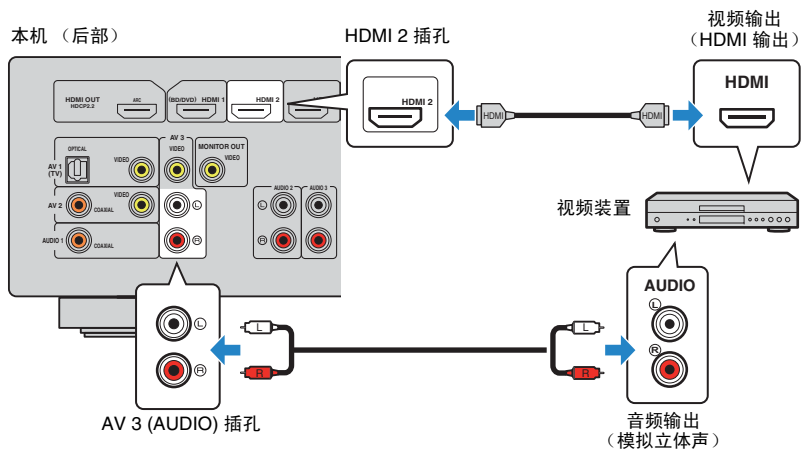 本机 （后部）
HDMI 2 插孔
视频输出
（HDMI 输出）
HDMI OUT
HDCP2.2
ARC
(BD/DVD) HDMI 1
HDMI 2
HDMI 2
HDMI
HDMI
HDMI
AV 3
OPTICAL
VIDEO
VIDEO
MONITOR OUT
VIDEO
AV 1
(TV)
AV 2
COAXIAL
VIDEO
L
AUDIO 2
AUDIO 3
L
AUDIO 1
COAXIAL
R
R
视频装置
AUDIO
L
R
L
R
L
R
L
R
AV 3 (AUDIO) 插孔
音频输出
（模拟立体声）